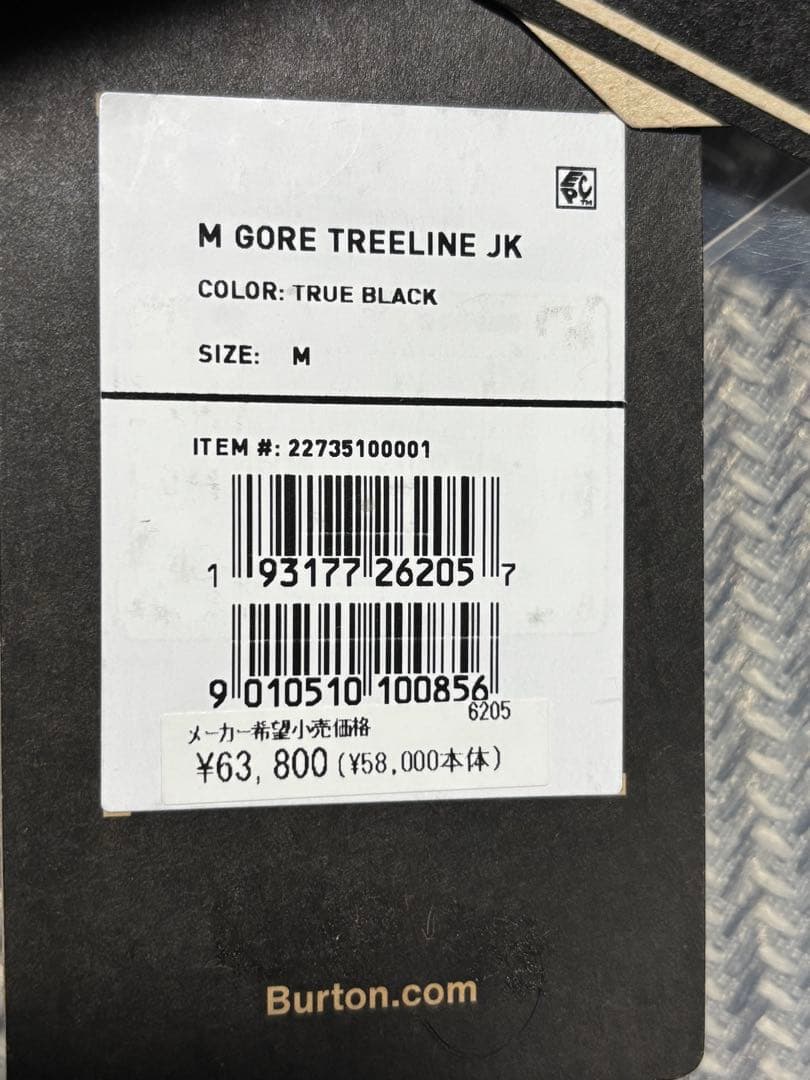 EPC™
M GORE TREELINE JK
COLOR: TRUE BLACK
SIZE: M
ITEM #: 22735100001
1 93177 26205 7
9 010510 100856
6205
メーカー希望小売価格
¥63,800(¥58,000本体)
Burton.com